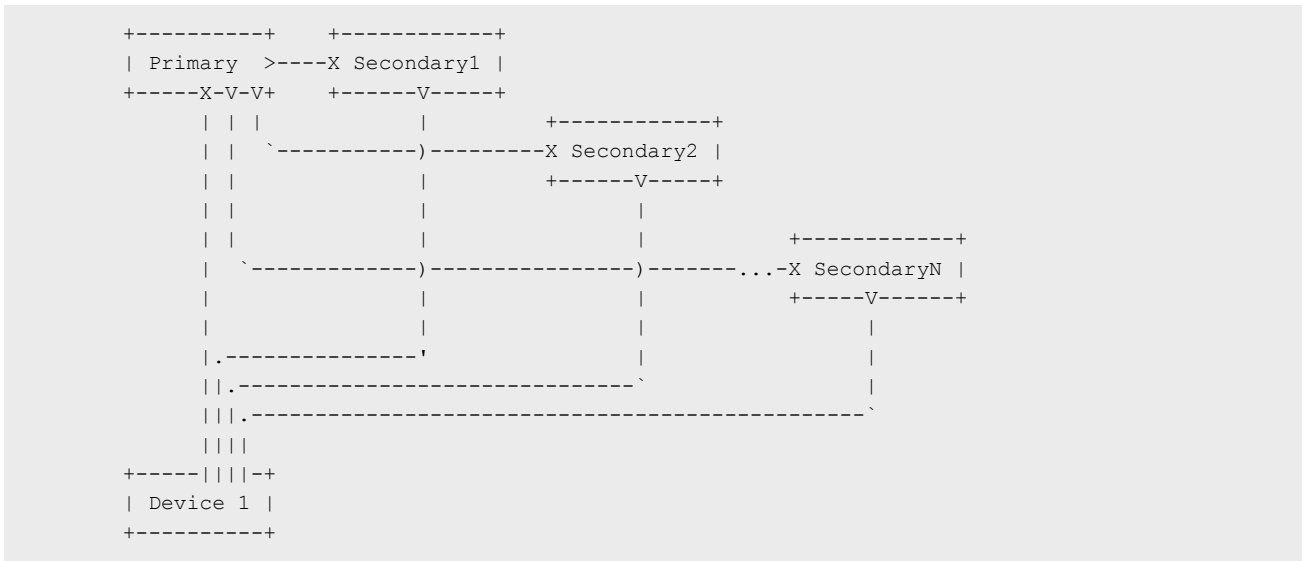 +----------+    +------------+
| Primary  >----X Secondary1 |
+-----X-V-V+    +------V-----+
      | | |            |        +------------+
      | |  `-----------)---------X Secondary2 |
      | |              |        +------V-----+
      | |              |               |
      | |              |               |          +------------+
      |  `-------------)----------------)-------...-X SecondaryN |
      |                |               |          +-----V------+
      |                |               |                |
      |.---------------'               |                |
      ||.------------------------------`                |
      |||.----------------------------------------------`
      ||||
+-----||||-+
| Device 1 |
+----------+